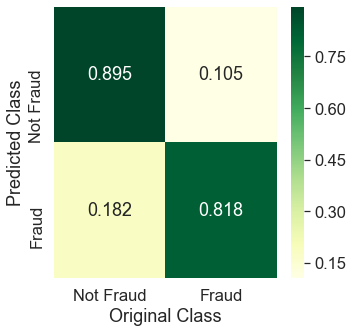 Predicted Class
Not Fraud
Fraud
0.895
0.105
0.182
0.818
Not Fraud
Fraud
Original Class
0.75
0.60
0.45
0.30
0.15